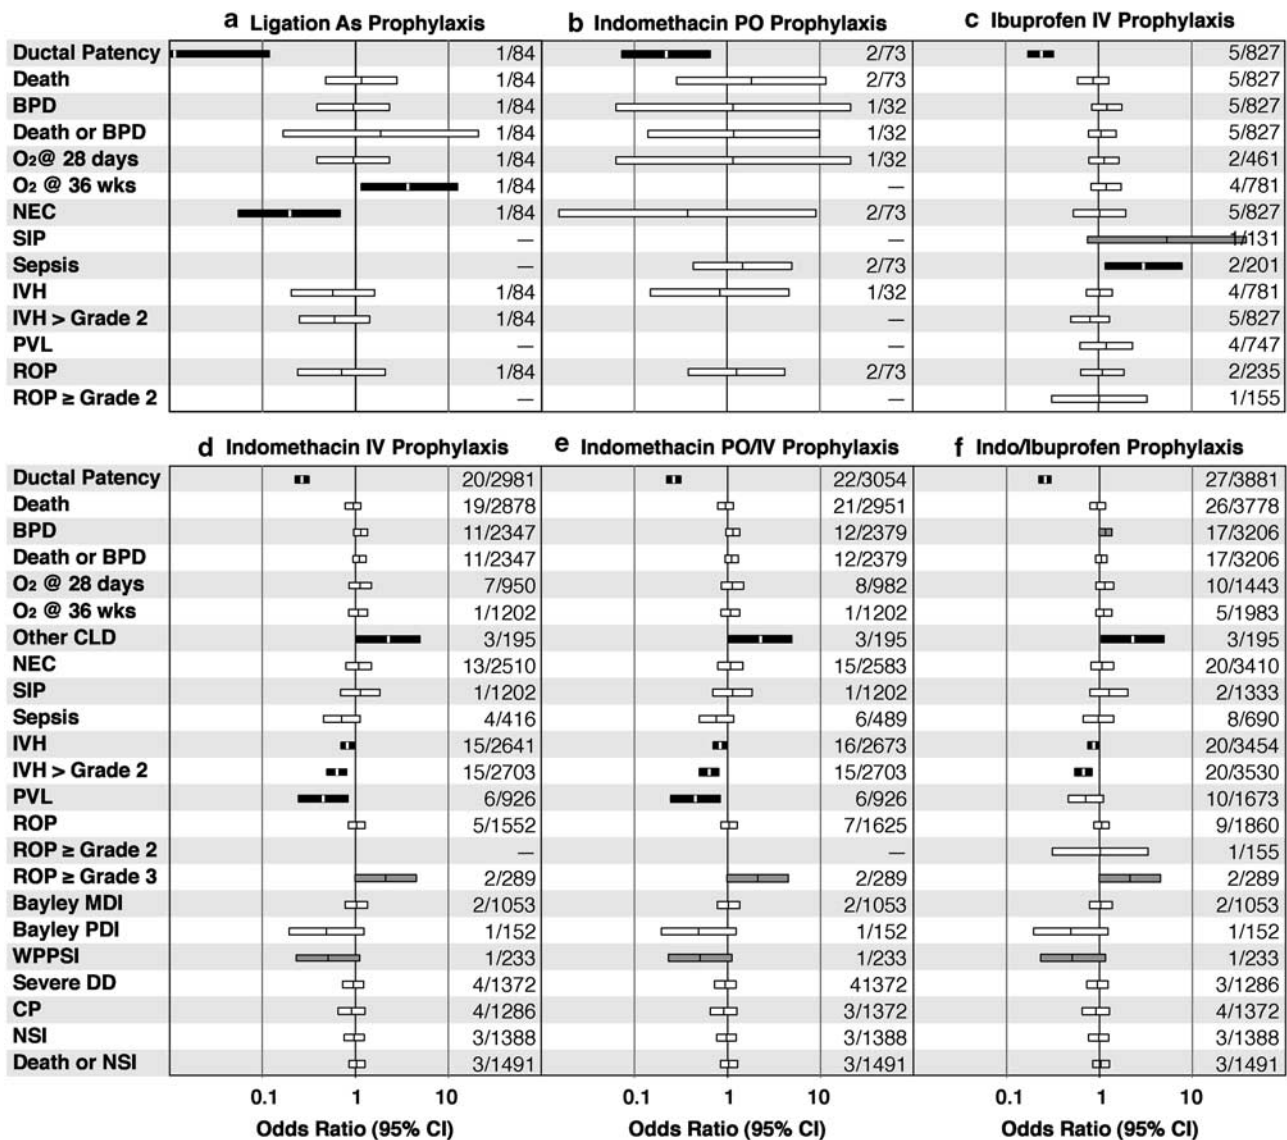 a Ligation As Prophylaxis b Indomethacin PO Prophylaxis c Ibuprofen IV Prophylaxis
Ductal Patency 1/84 2/73 5/827
Death 1/84 2/73 5/827
BPD 1/84 1/32 5/827
Death or BPD 1/84 1/32 5/827
O₂@ 28 days 1/84 1/32 2/461
O₂ @ 36 wks 1/84 — 4/781
NEC 1/84 2/73 5/827
SIP — — 1/131
Sepsis — 2/73 2/201
IVH 1/84 1/32 4/781
IVH > Grade 2 1/84 — 5/827
PVL — — 4/747
ROP 1/84 2/73 2/235
ROP ≥ Grade 2 — — 1/155
d Indomethacin IV Prophylaxis e Indomethacin PO/IV Prophylaxis f Indo/Ibuprofen Prophylaxis
Ductal Patency 20/2981 22/3054 27/3881
Death 19/2878 21/2951 26/3778
BPD 11/2347 12/2379 17/3206
Death or BPD 11/2347 12/2379 17/3206
O₂ @ 28 days 7/950 8/982 10/1443
O₂ @ 36 wks 1/1202 1/1202 5/1983
Other CLD 3/195 3/195 3/195
NEC 13/2510 15/2583 20/3410
SIP 1/1202 1/1202 2/1333
Sepsis 4/416 6/489 8/690
IVH 15/2641 16/2673 20/3454
IVH > Grade 2 15/2703 15/2703 20/3530
PVL 6/926 6/926 10/1673
ROP 5/1552 7/1625 9/1860
ROP ≥ Grade 2 — — 1/155
ROP ≥ Grade 3 2/289 2/289 2/289
Bayley MDI 2/1053 2/1053 2/1053
Bayley PDI 1/152 1/152 1/152
WPPSI 1/233 1/233 1/233
Severe DD 4/1372 41372 3/1286
CP 4/1286 3/1372 4/1372
NSI 3/1388 3/1388 3/1388
Death or NSI 3/1491 3/1491 3/1491
0.1 1 10 0.1 1 10 0.1 1 10
Odds Ratio (95% CI) Odds Ratio (95% CI) Odds Ratio (95% CI)